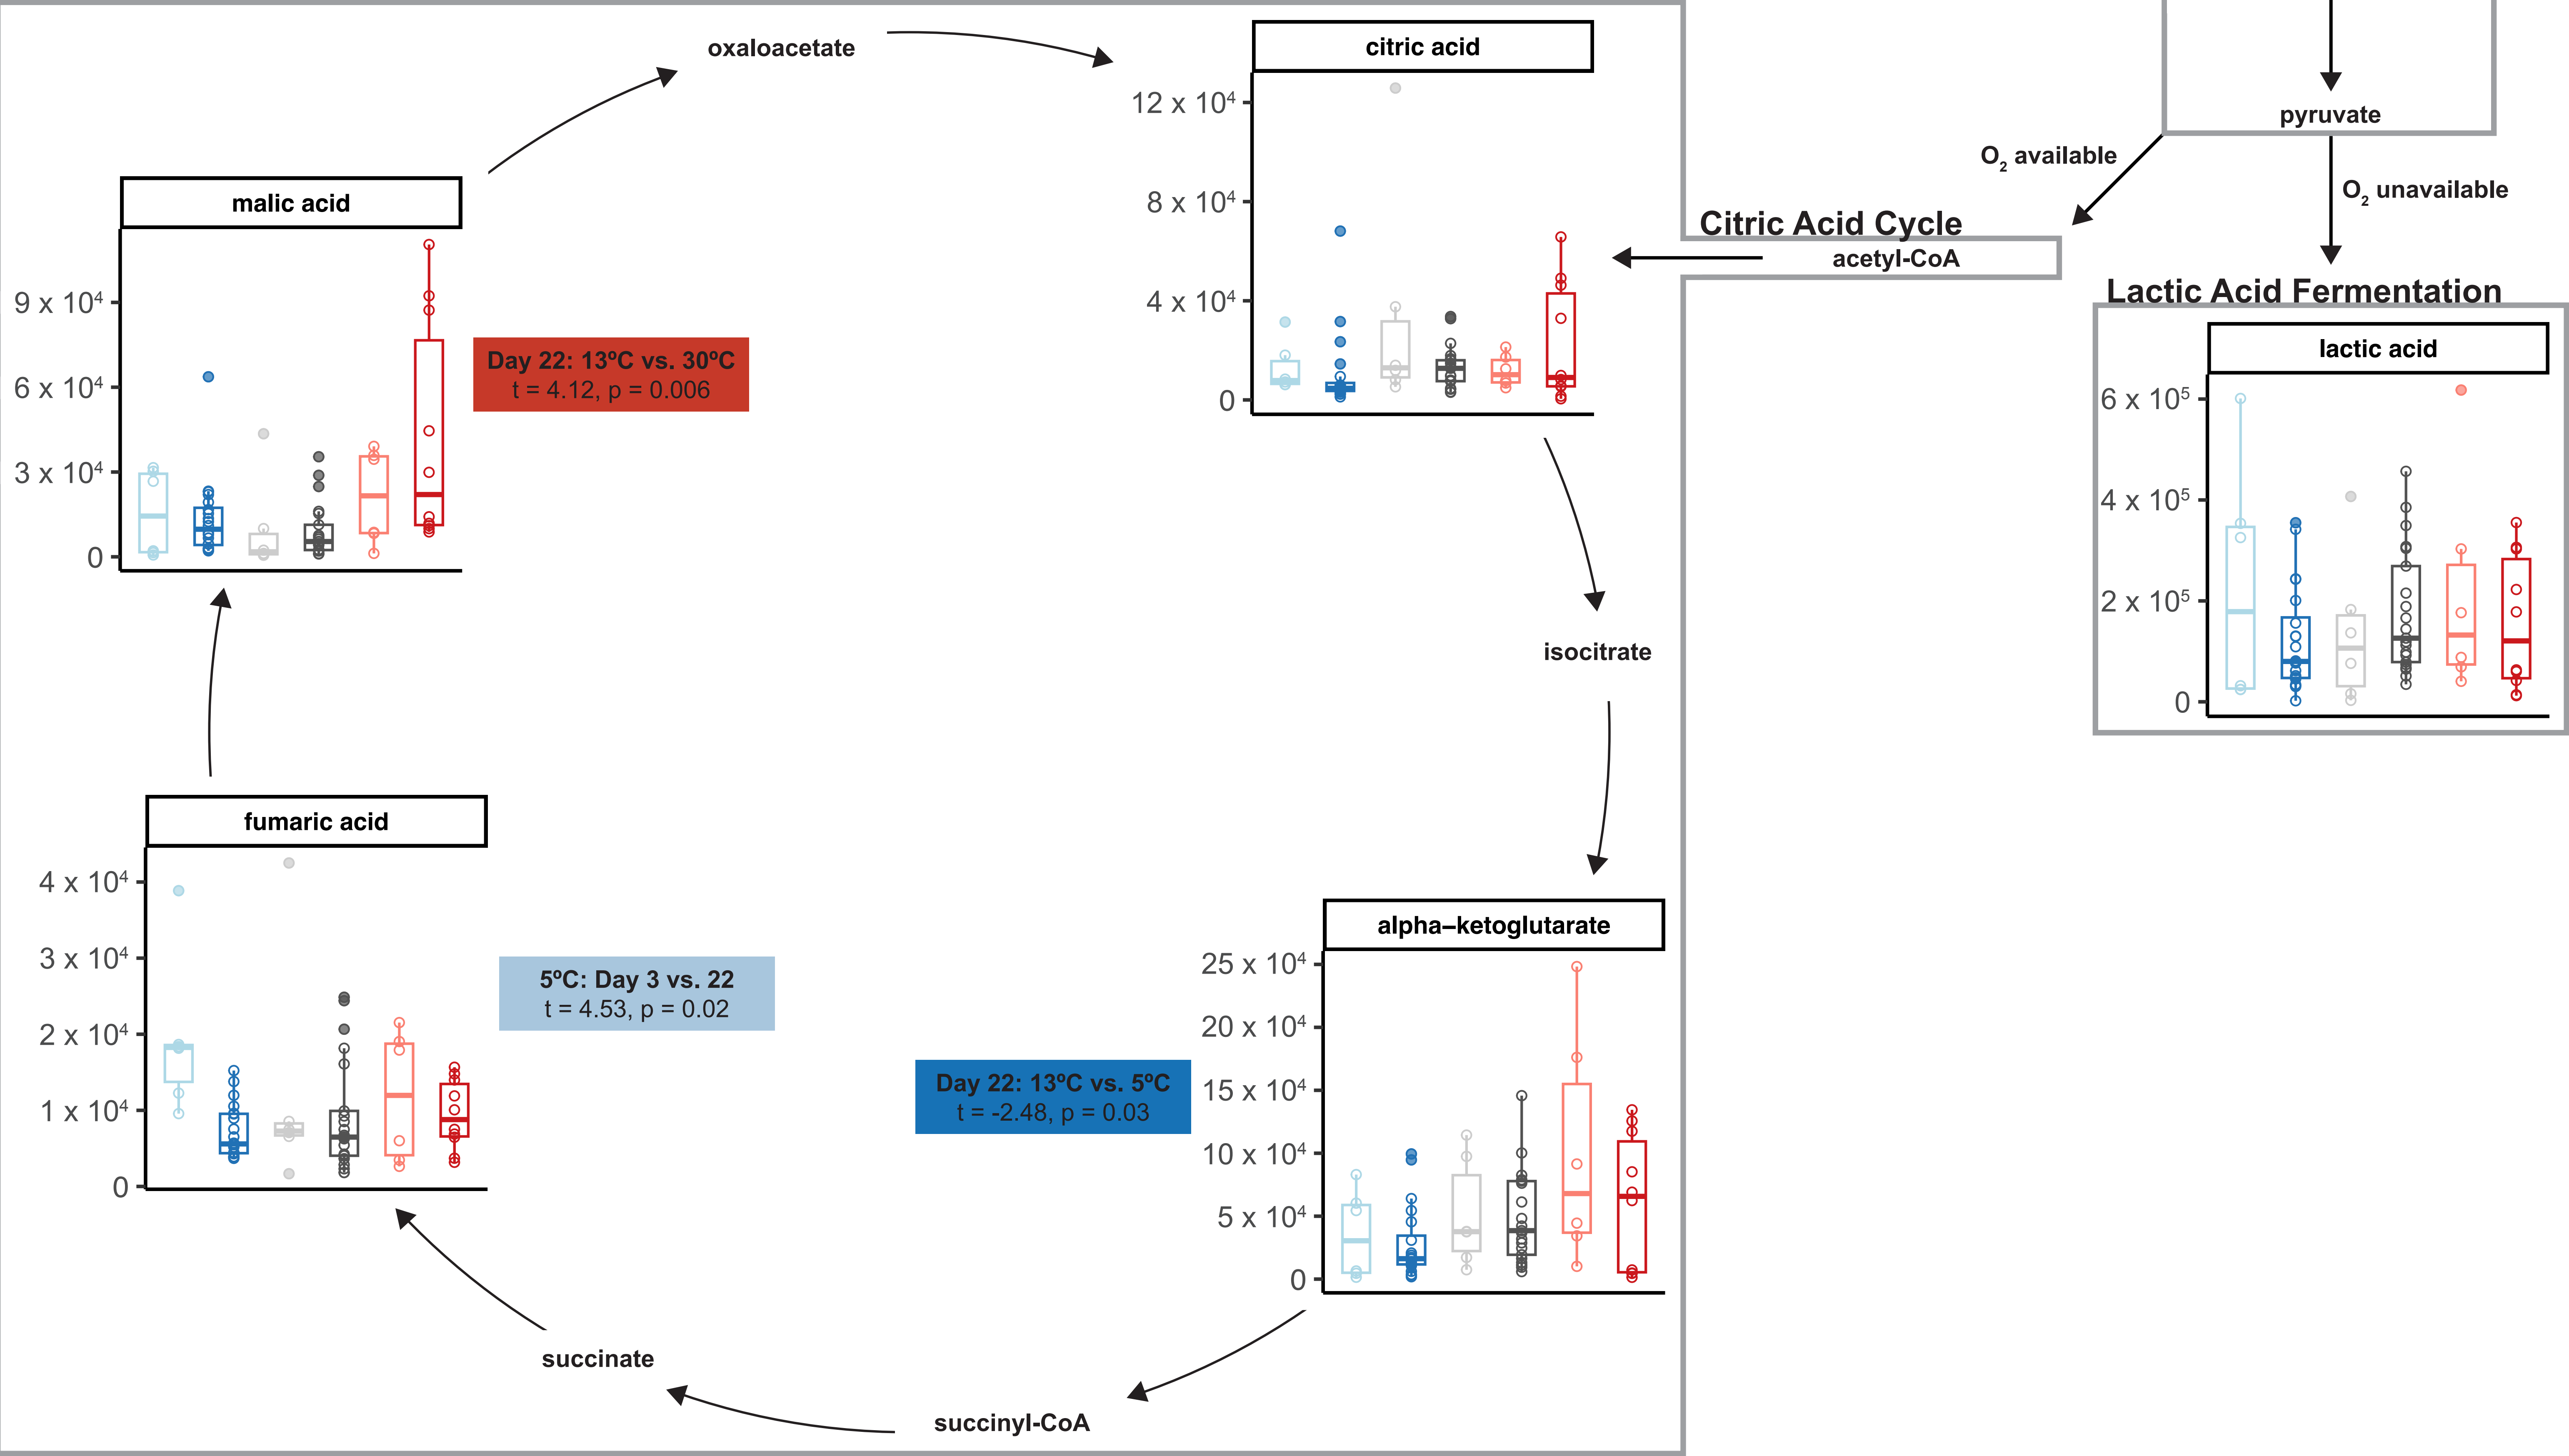 oxaloacetate
citric acid
12 x 10⁴
8 x 10⁴
4 x 10⁴
0
pyruvate
O₂ available
O₂ unavailable
Citric Acid Cycle
acetyl-CoA
malic acid
9 x 10⁴
6 x 10⁴
3 x 10⁴
0
Day 22: 13ºC vs. 30ºC
t = 4.12, p = 0.006
Lactic Acid Fermentation
lactic acid
6 x 10⁵
4 x 10⁵
2 x 10⁵
0
isocitrate
fumaric acid
4 x 10⁴
3 x 10⁴
2 x 10⁴
1 x 10⁴
0
5ºC: Day 3 vs. 22
t = 4.53, p = 0.02
alpha–ketoglutarate
25 x 10⁴
20 x 10⁴
15 x 10⁴
10 x 10⁴
5 x 10⁴
0
Day 22: 13ºC vs. 5ºC
t = -2.48, p = 0.03
succinate
succinyl-CoA